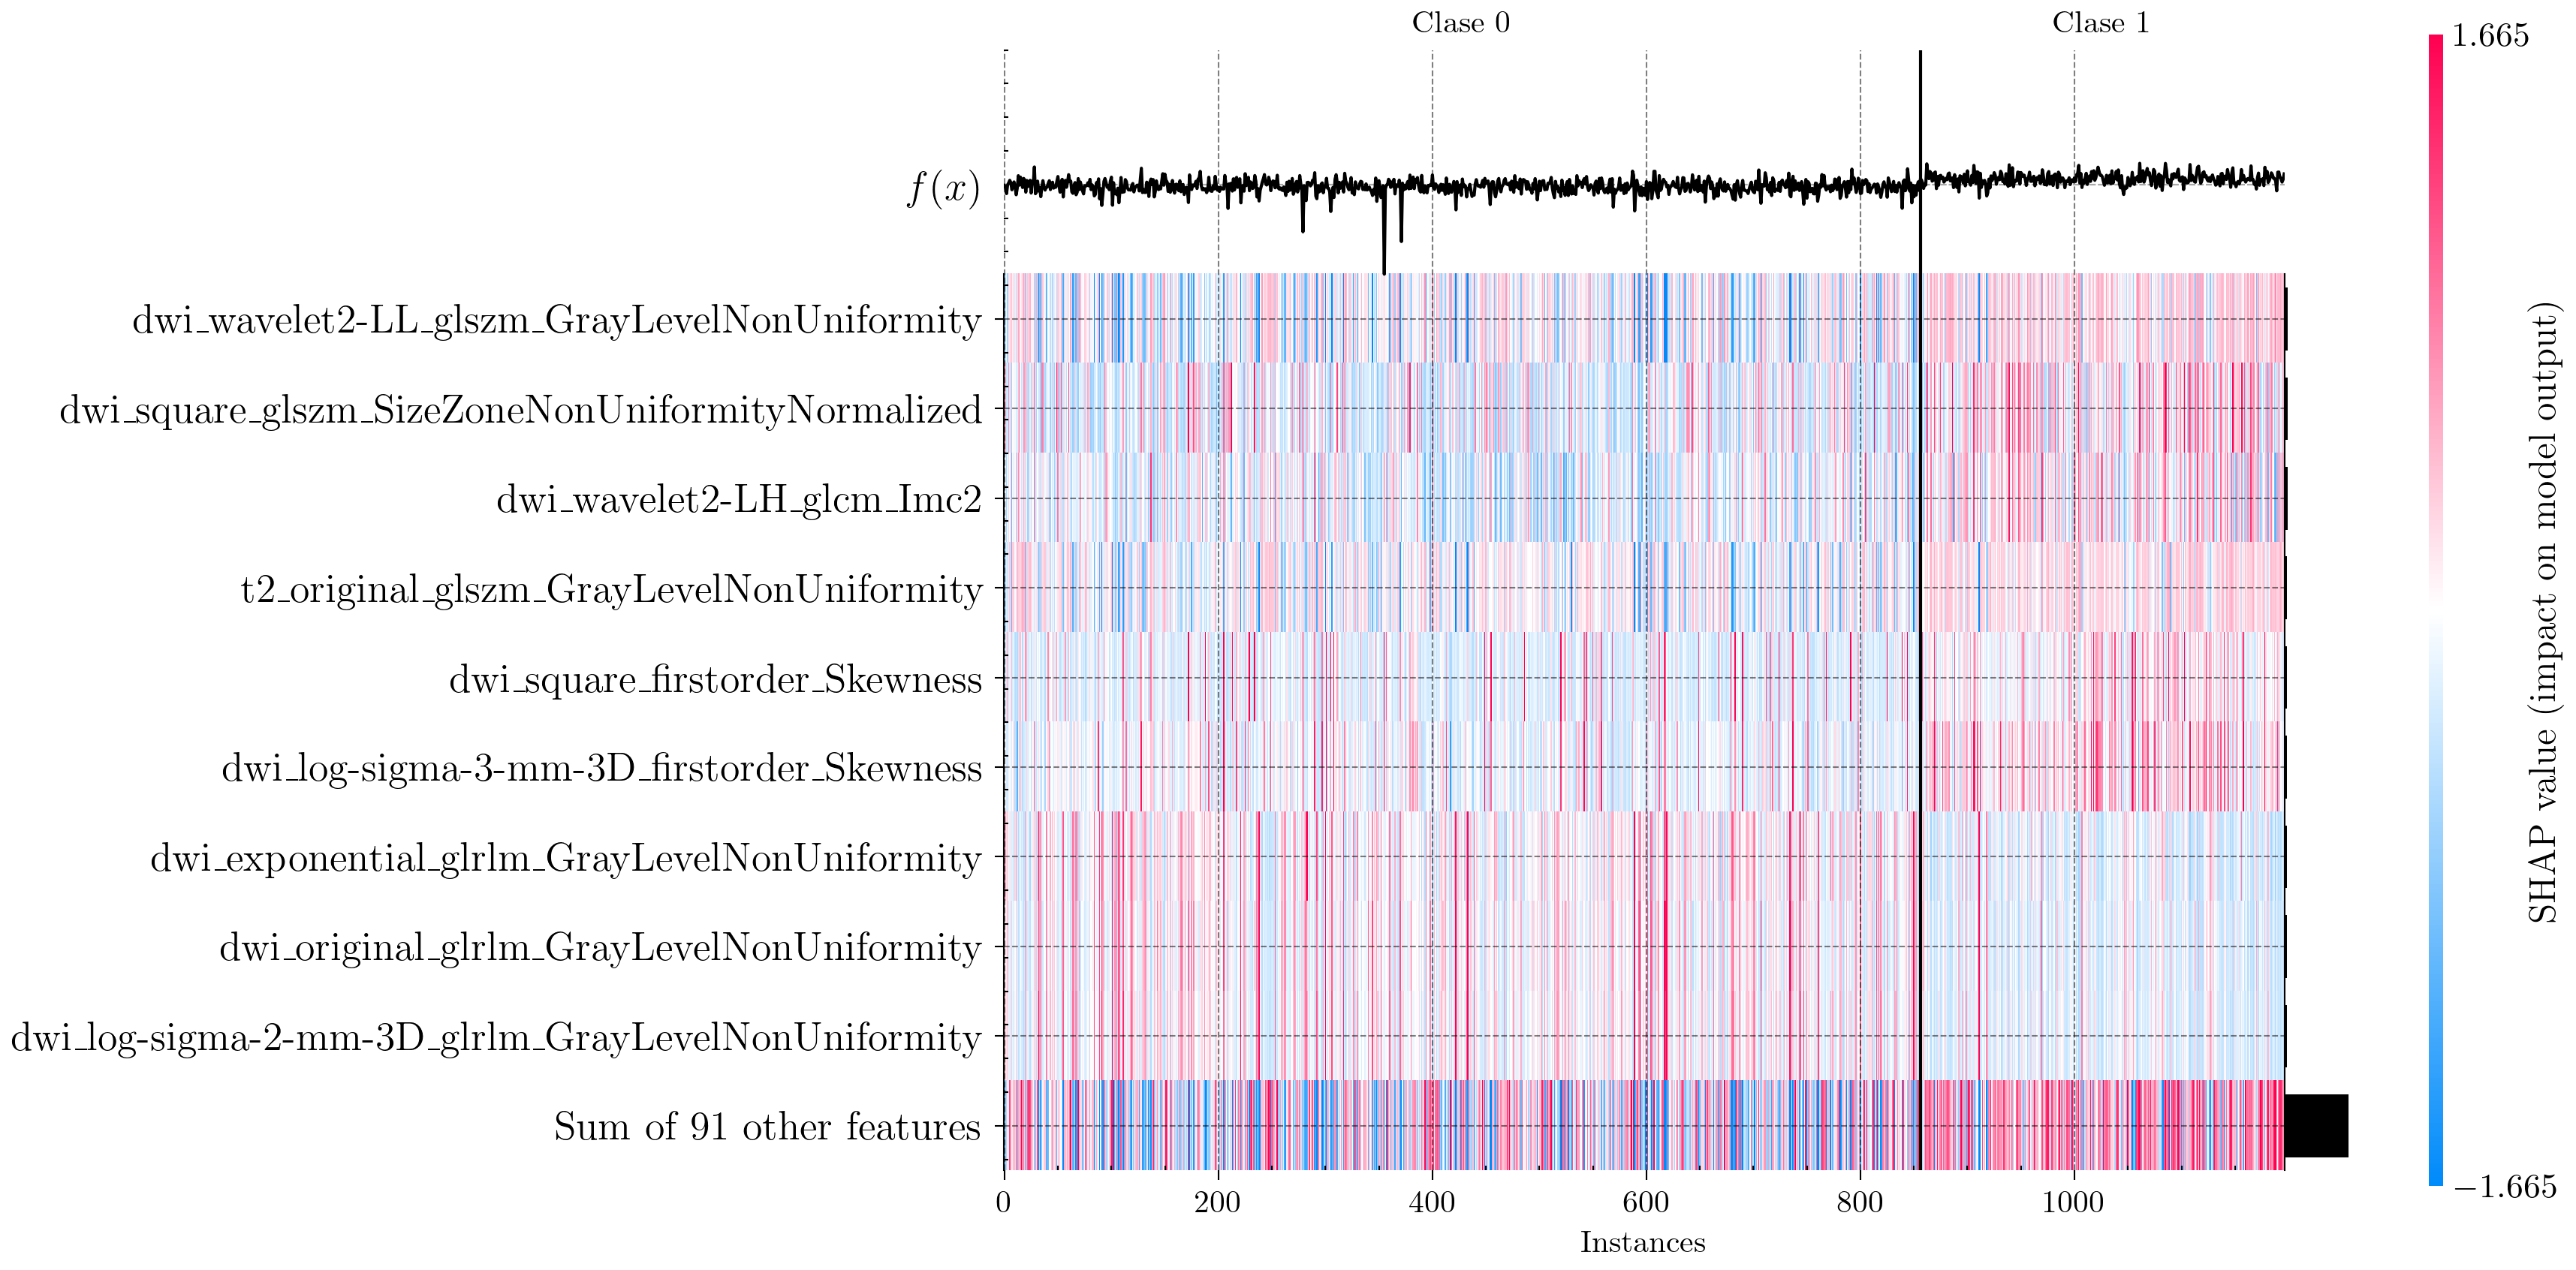 Clase 0
Clase 1
1.665
f(x)
dwi_wavelet2-LL_glszm_GrayLevelNonUniformity
dwi_square_glszm_SizeZoneNonUniformityNormalized
dwi_wavelet2-LH_glcm_Imc2
t2_original_glszm_GrayLevelNonUniformity
dwi_square_firstorder_Skewness
dwi_log-sigma-3-mm-3D_firstorder_Skewness
dwi_exponential_glrlm_GrayLevelNonUniformity
dwi_original_glrlm_GrayLevelNonUniformity
dwi_log-sigma-2-mm-3D_glrlm_GrayLevelNonUniformity
Sum of 91 other features
SHAP value (impact on model output)
−1.665
0 200 400 600 800 1000
Instances